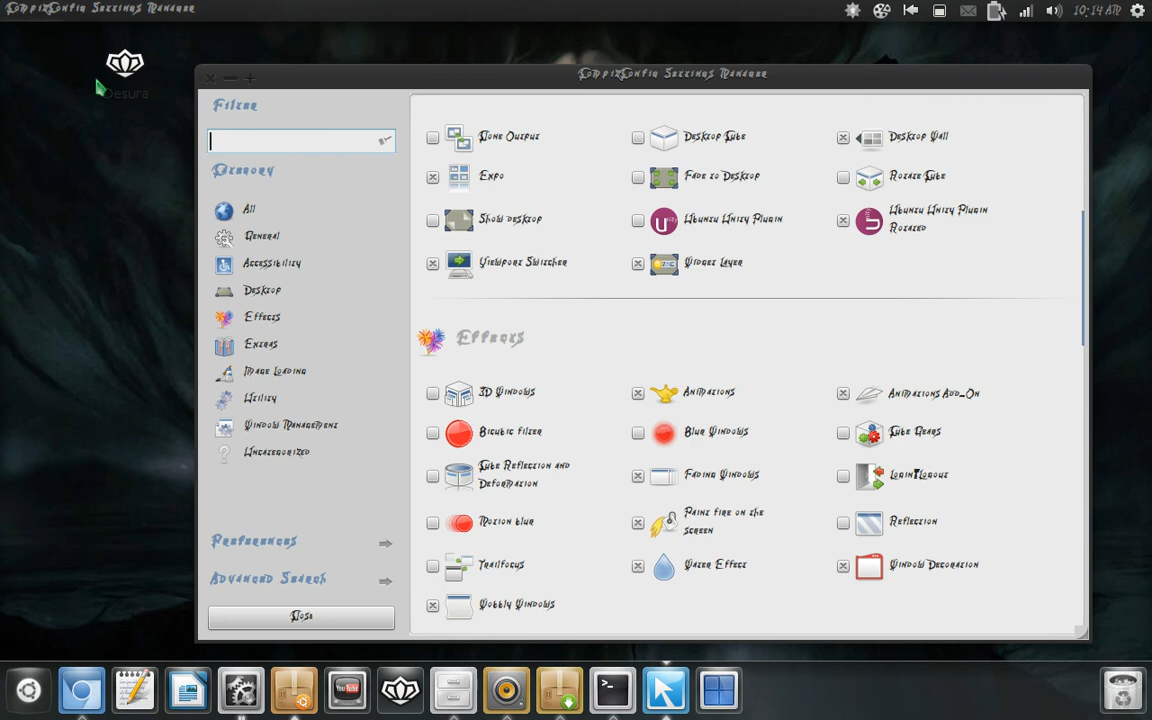 CompizConfig Settings Manager
10:14 AM
Desura
CompizConfig Settings Manager
Filter
Category
All
General
Accessibility
Desktop
Effects
Extras
Image Loading
Utility
Window Management
Uncategorized
Preferences
Advanced Search
Close
Clone Output
Desktop Cube
Desktop Wall
Expo
Fade to Desktop
Rotate Cube
Show desktop
Ubuntu Unity Plugin
Ubuntu Unity Plugin
Rotated
Viewport Switcher
Widget Layer
Effects
3D Windows
Animations
Animations Add-On
Bicubic filter
Blur Windows
Cube Gears
Cube Reflection and
Deformation
Fading Windows
Login/Logout
Motion blur
Paint fire on the
screen
Reflection
Trailfocus
Water Effect
Window Decoration
Wobbly Windows
You Tube